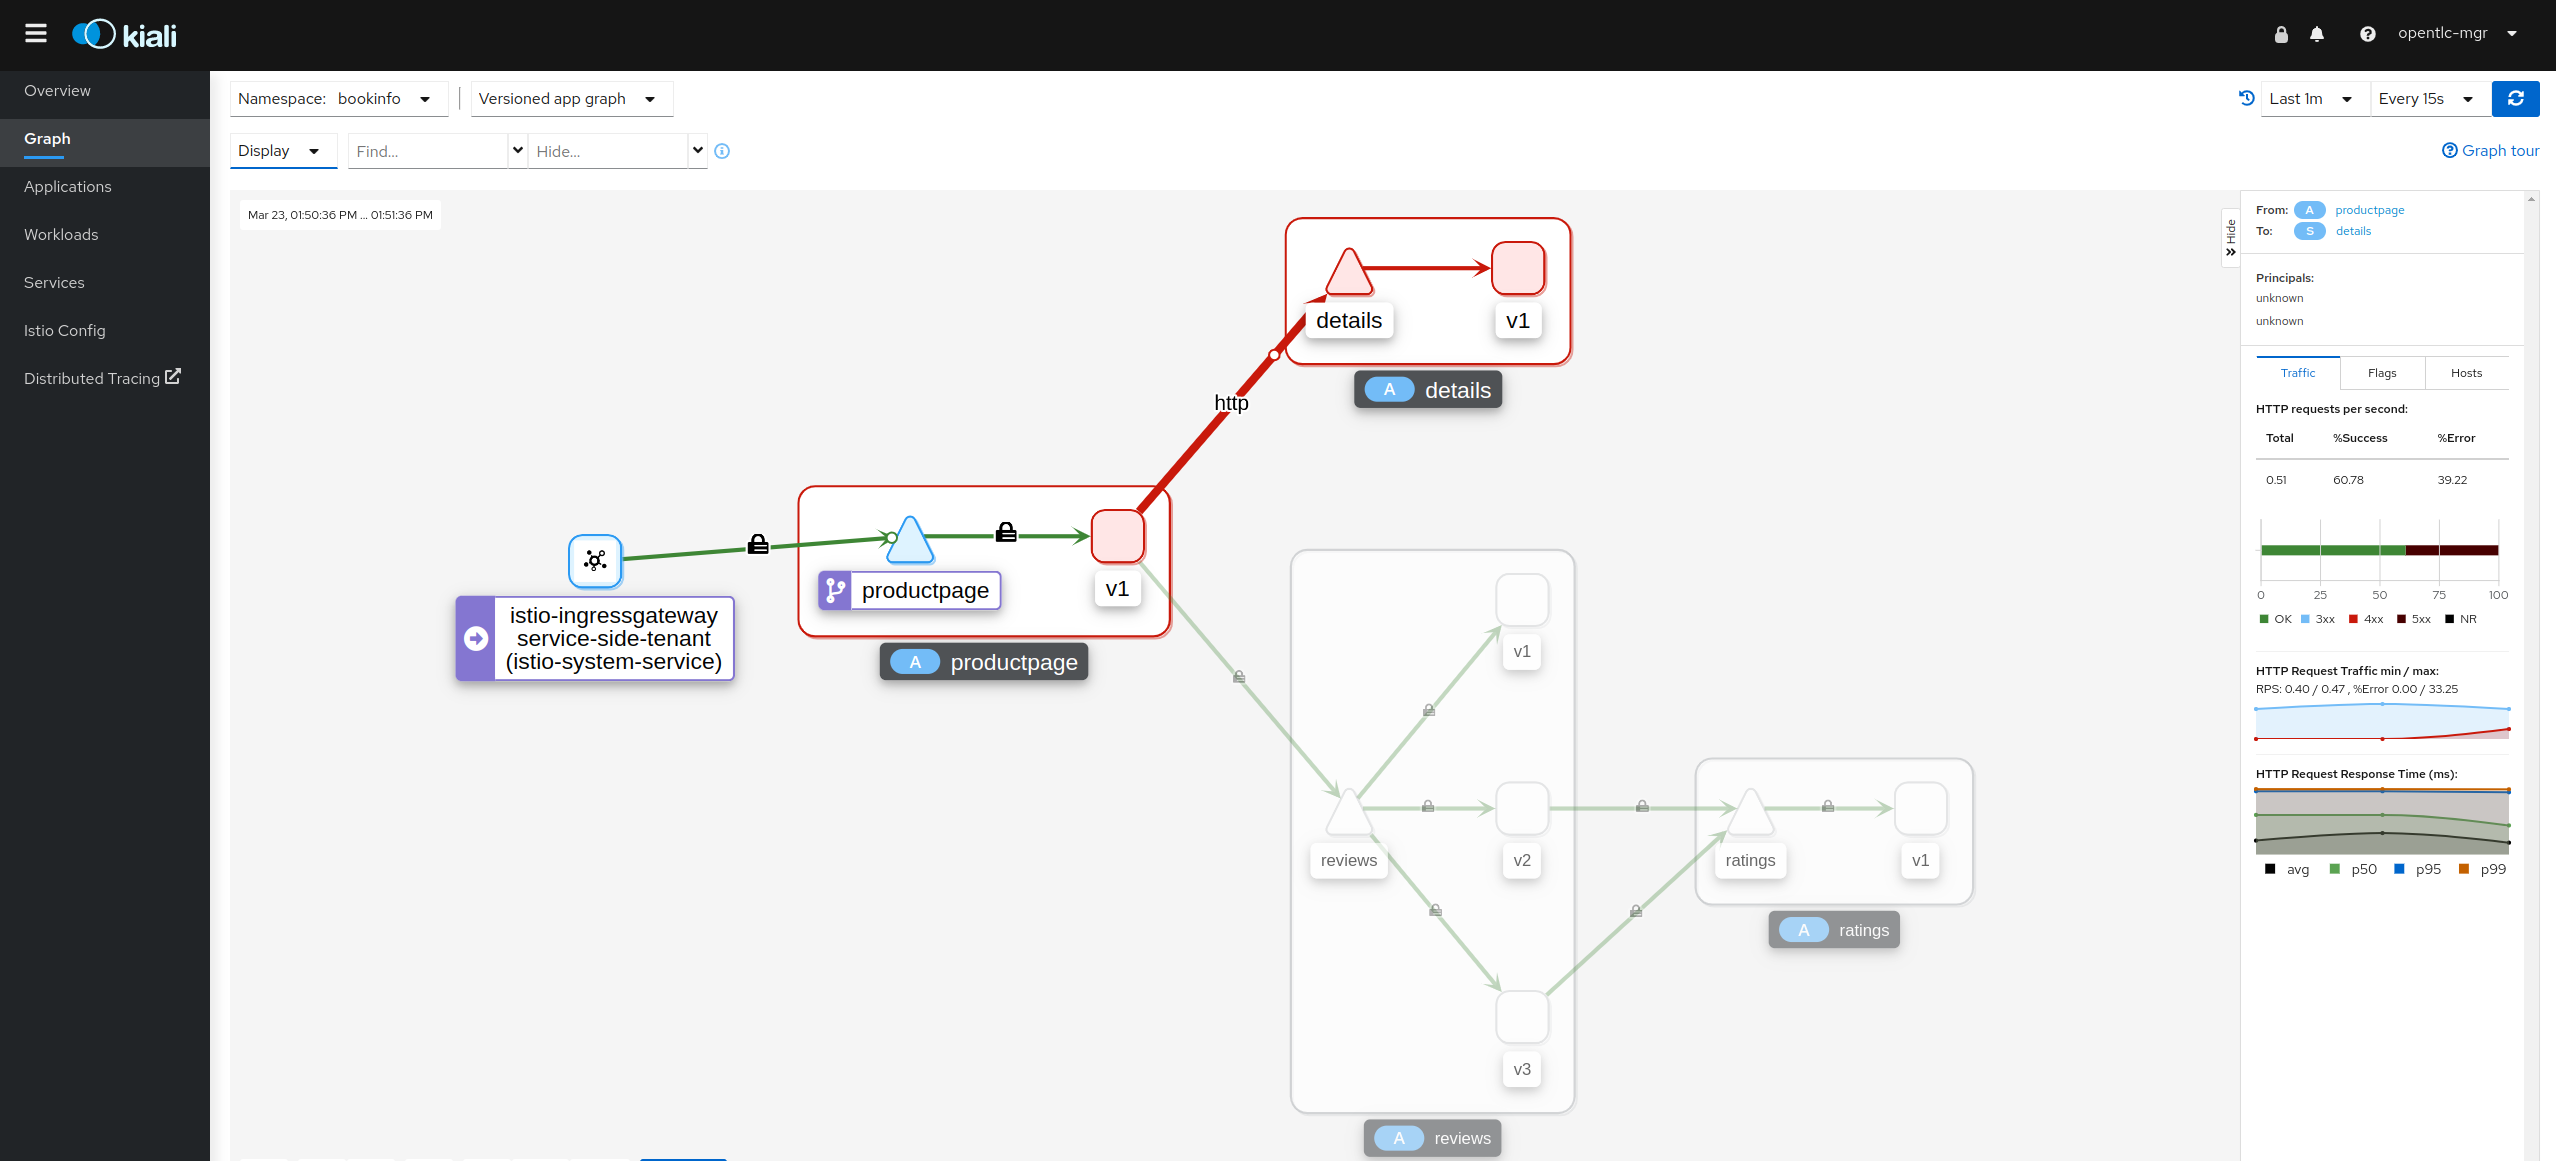 kiali
opentlc-mgr
Overview
Graph
Applications
Workloads
Services
Istio Config
Distributed Tracing
Namespace: bookinfo
Versioned app graph
Last 1m
Every 15s
Display
Find...
Hide...
Graph tour
Mar 23, 01:50:36 PM ... 01:51:36 PM
details
v1
A details
http
productpage
v1
A productpage
istio-ingressgateway
service-side-tenant
(istio-system-service)
v1
reviews
v2
v3
A reviews
ratings
v1
A ratings
Hide
From: A productpage
To: S details
Principals:
unknown
unknown
Traffic Flags Hosts
HTTP requests per second:
Total %Success %Error
0.51 60.78 39.22
0 25 50 75 100
OK 3xx 4xx 5xx NR
HTTP Request Traffic min / max:
RPS: 0.40 / 0.47 , %Error 0.00 / 33.25
HTTP Request Response Time (ms):
avg p50 p95 p99